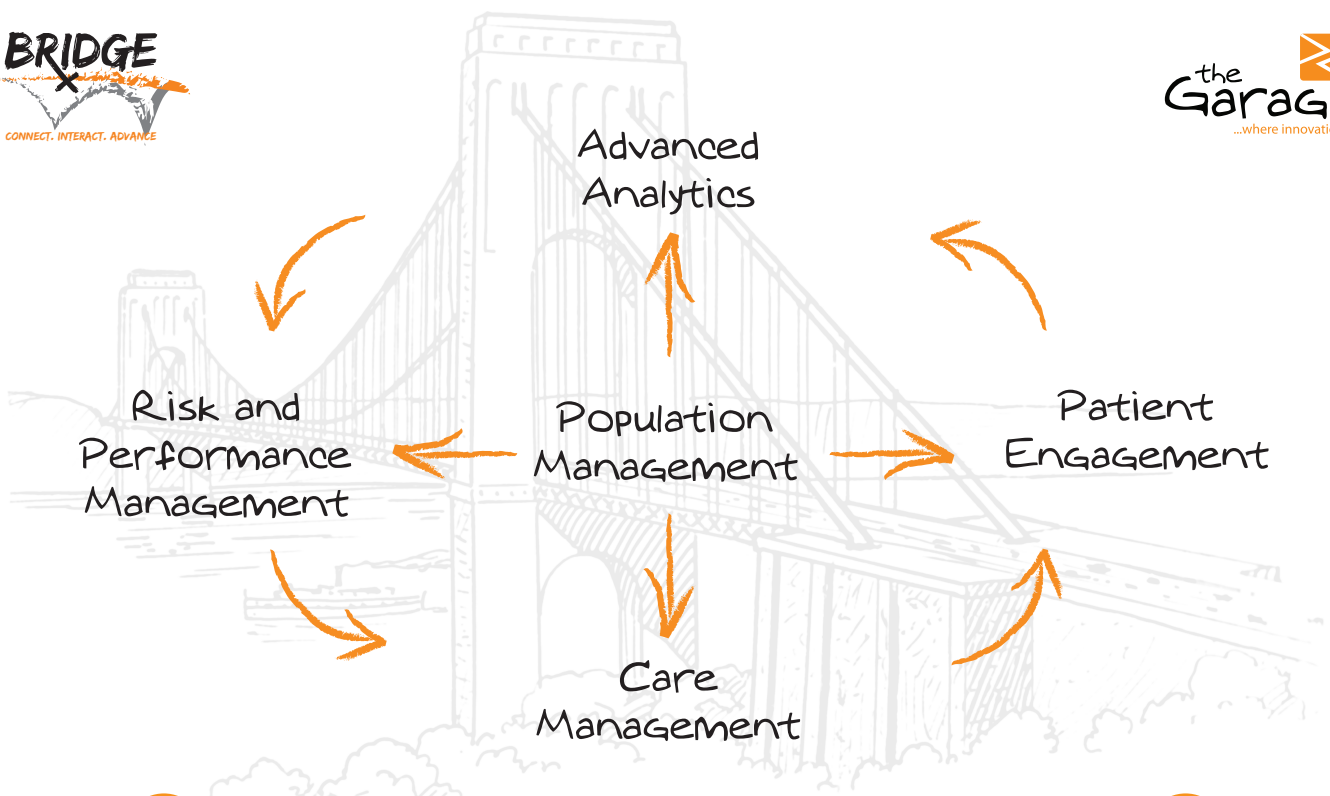 BRIDGE
CONNECT. INTERACT. ADVANCE
the
Garag
...where innovati
Advanced
Analytics
Risk and
Performance
Management
Population
Management
Patient
Engagement
Care
Management